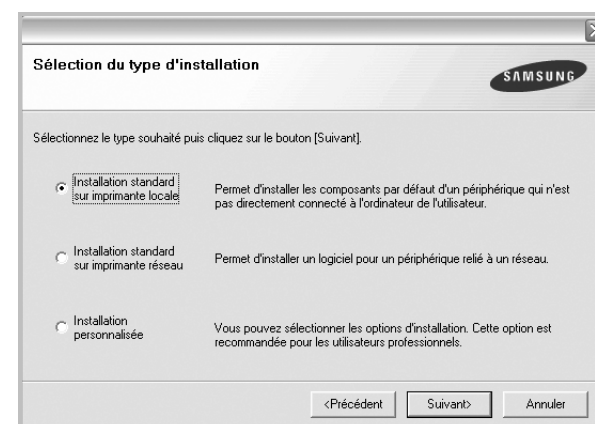 Sélection du type d'installation
SAMSUNG
Sélectionnez le type souhaité puis cliquez sur le bouton [Suivant].
Installation standard
sur imprimante locale
Permet d'installer les composants par défaut d'un périphérique qui n'est
pas directement connecté à l'ordinateur de l'utilisateur.
Installation standard
sur imprimante réseau
Permet d'installer un logiciel pour un périphérique relié à un réseau.
Installation
personnalisée
Vous pouvez sélectionner les options d'installation. Cette option est
recommandée pour les utilisateurs professionnels.
<Précédent
Suivant>
Annuler